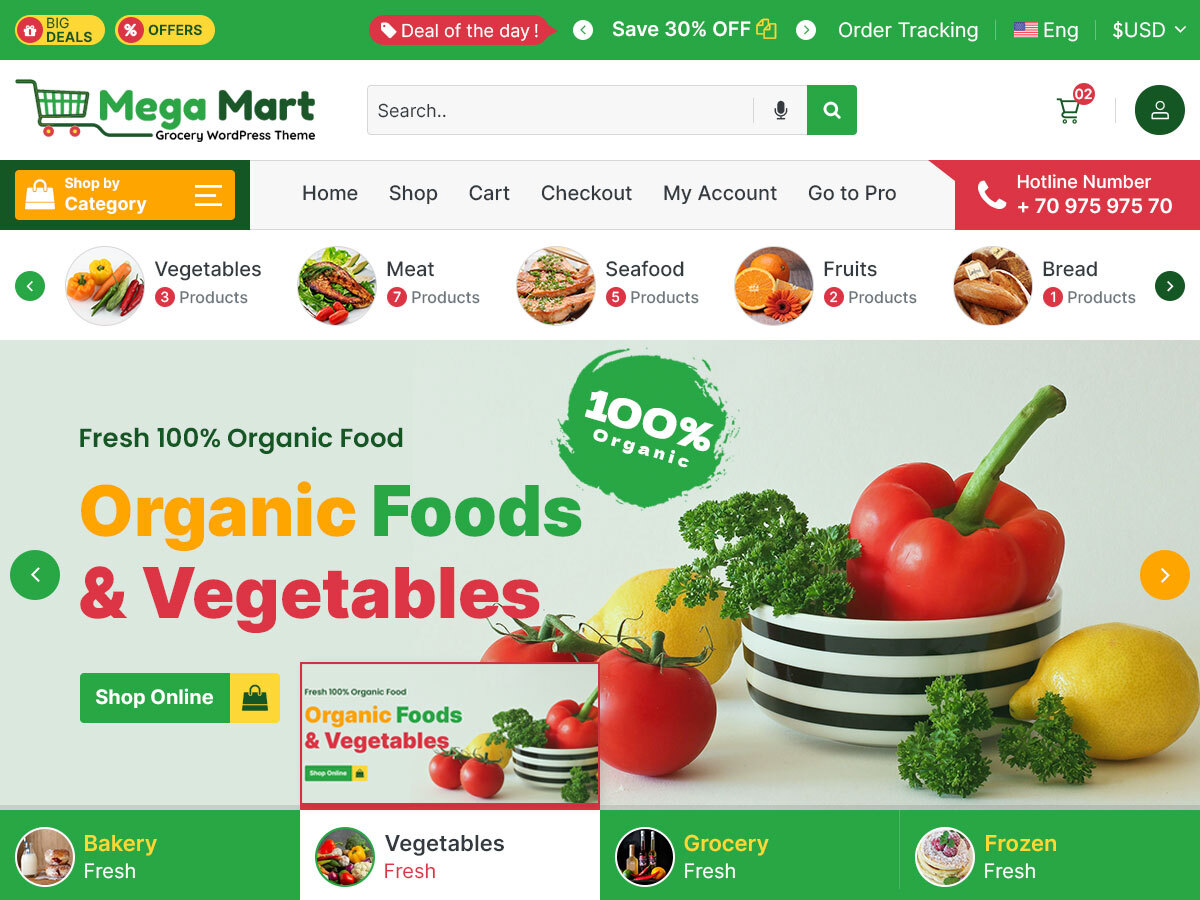 BIG
DEALS
OFFERS
Deal of the day !
Save 30% OFF
Order Tracking
Eng
$USD
Mega Mart
Grocery WordPress Theme
Search..
02
Shop by
Category
Home
Shop
Cart
Checkout
My Account
Go to Pro
Hotline Number
+ 70 975 975 70
Vegetables
3 Products
Meat
7 Products
Seafood
5 Products
Fruits
2 Products
Bread
1 Products
100%
Organic
Fresh 100% Organic Food
Organic Foods
& Vegetables
Shop Online
Fresh 100% Organic Food
Organic Foods
& Vegetables
Shop Online
Bakery
Fresh
Vegetables
Fresh
Grocery
Fresh
Frozen
Fresh